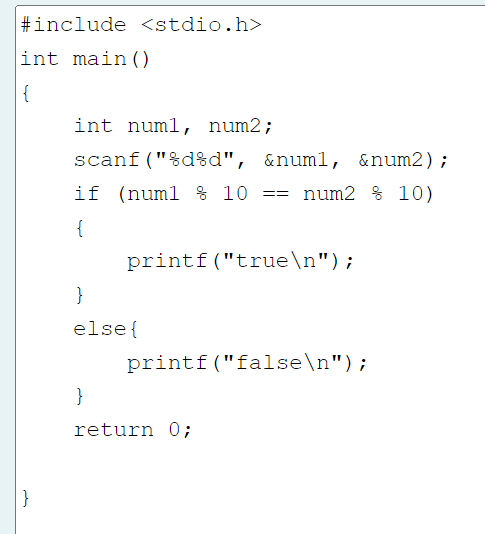 #include <stdio.h>
int main()
{
    int num1, num2;
    scanf("%d%d", &num1, &num2);
    if (num1 % 10 == num2 % 10)
    {
        printf("true\n");
    }
    else{
        printf("false\n");
    }
    return 0;

}